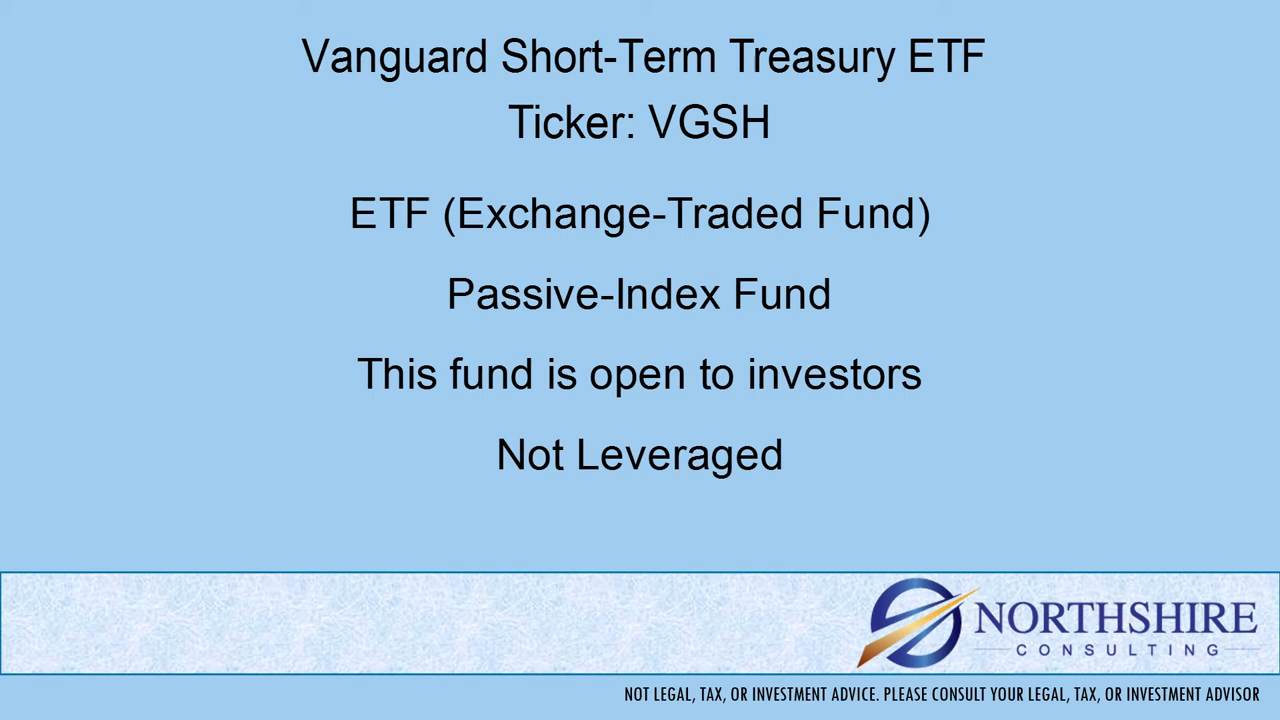 Vanguard Short-Term Treasury ETF
Ticker: VGSH
ETF (Exchange-Traded Fund)
Passive-Index Fund
This fund is open to investors
Not Leveraged
NORTHSHIRE
CONSULTING
NOT LEGAL, TAX, OR INVESTMENT ADVICE. PLEASE CONSULT YOUR LEGAL, TAX, OR INVESTMENT ADVISOR